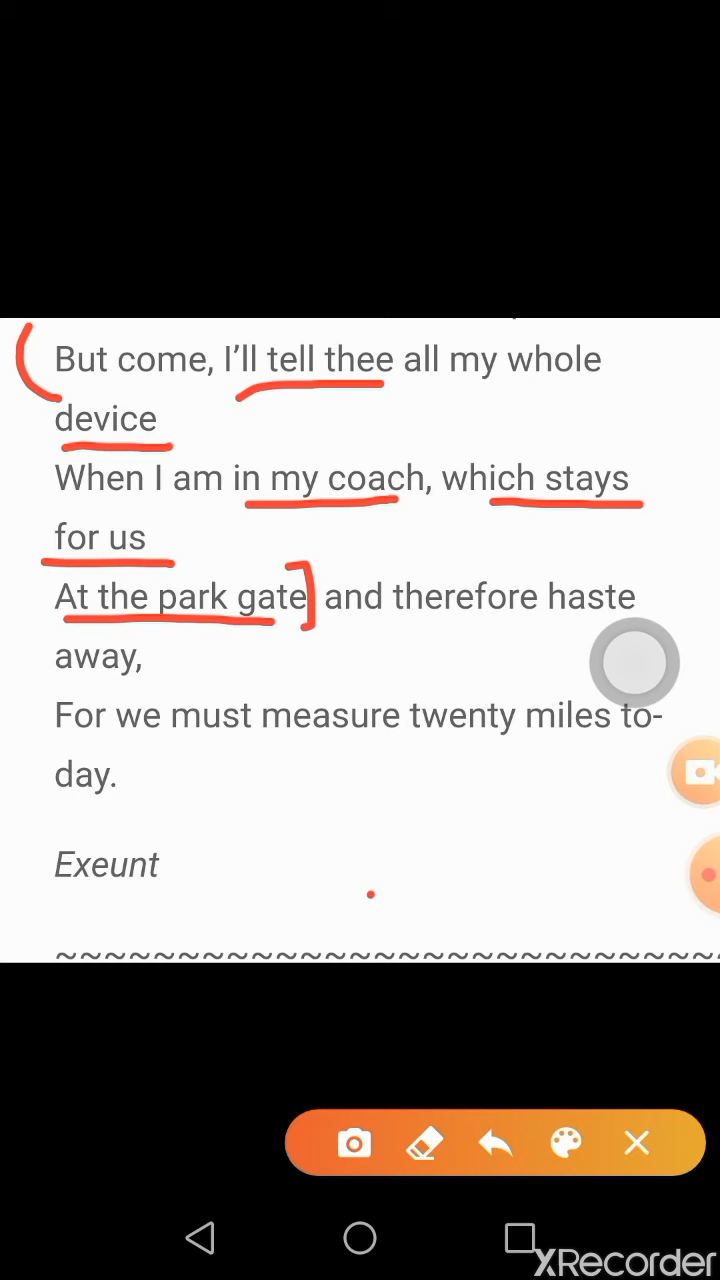 But come, I’ll tell thee all my whole
device
When I am in my coach, which stays
for us
At the park gate, and therefore haste
away,
For we must measure twenty miles to-
day.
Exeunt
~~~~~~~~~~~~~~~~~~~~~~~~~~~
XRecorder